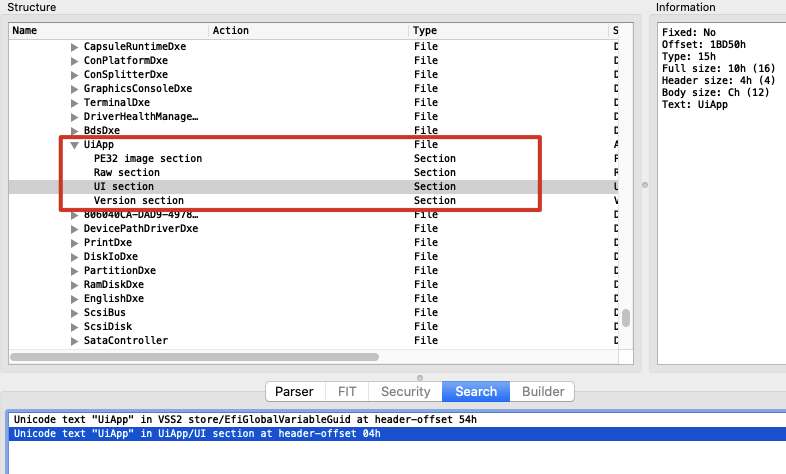 Structure
Information
Name Action Type S
CapsuleRuntimeDxe File D
ConPlatformDxe File D
ConSplitterDxe File D
GraphicsConsoleDxe File D
TerminalDxe File D
DriverHealthManage… File D
BdsDxe File D
UiApp File A
PE32 image section Section
Raw section Section
UI section Section
Version section Section
806040CA-DAD9-4978… File D
DevicePathDriverDxe File D
PrintDxe File D
DiskIoDxe File D
PartitionDxe File D
RamDiskDxe File D
EnglishDxe File D
ScsiBus File D
ScsiDisk File D
SataController File D
Fixed: No
Offset: 1BD50h
Type: 15h
Full size: 10h (16)
Header size: 4h (4)
Body size: Ch (12)
Text: UiApp
Parser FIT Security Search Builder
Unicode text "UiApp" in VSS2 store/EfiGlobalVariableGuid at header-offset 54h
Unicode text "UiApp" in UiApp/UI section at header-offset 04h